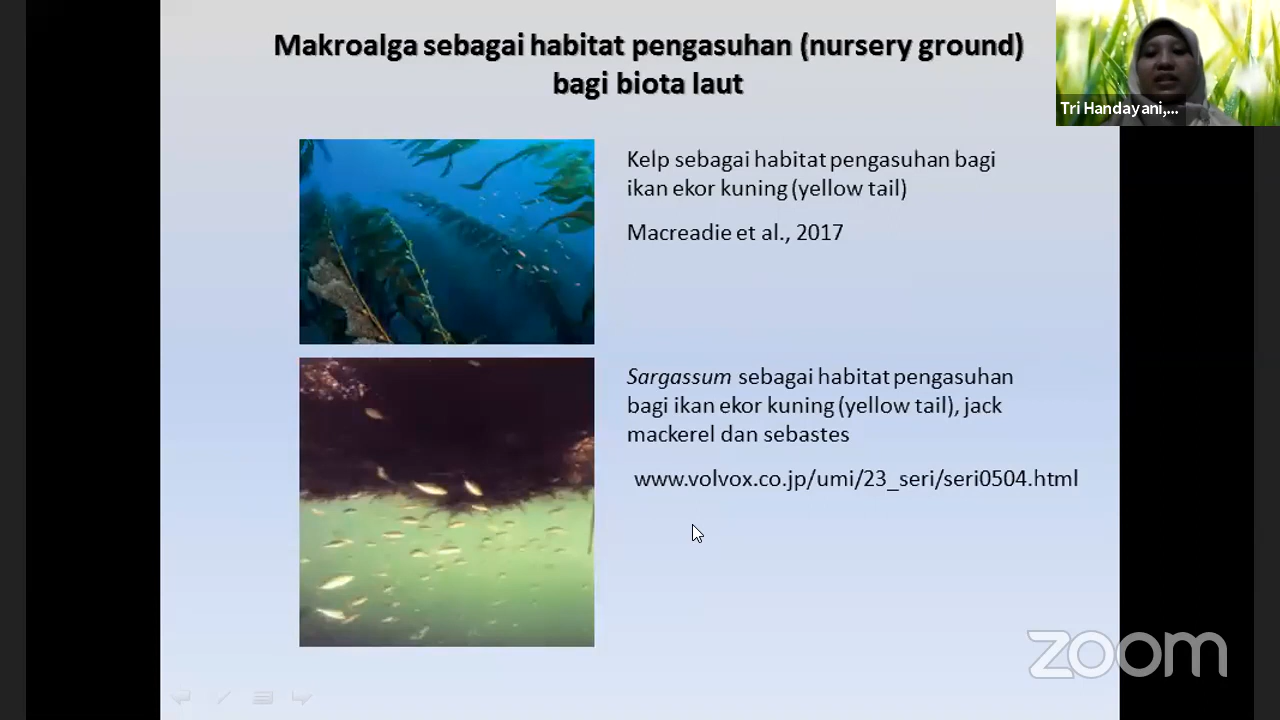 Makroalga sebagai habitat pengasuhan (nursery ground)
bagi biota laut
Tri Handayani,...
Kelp sebagai habitat pengasuhan bagi
ikan ekor kuning (yellow tail)
Macreadie et al., 2017
Sargassum sebagai habitat pengasuhan
bagi ikan ekor kuning (yellow tail), jack
mackerel dan sebastes
www.volvox.co.jp/umi/23_seri/seri0504.html
zoom